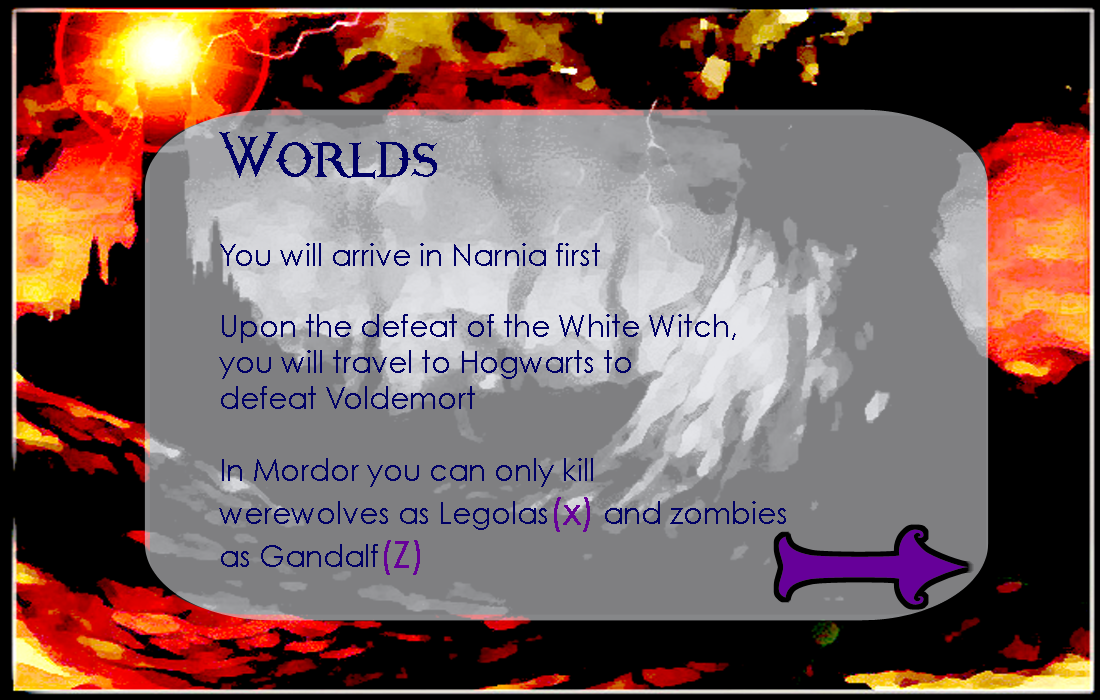 Worlds
You will arrive in Narnia first
Upon the defeat of the White Witch,
you will travel to Hogwarts to
defeat Voldemort
In Mordor you can only kill
werewolves as Legolas(x) and zombies
as Gandalf(Z)